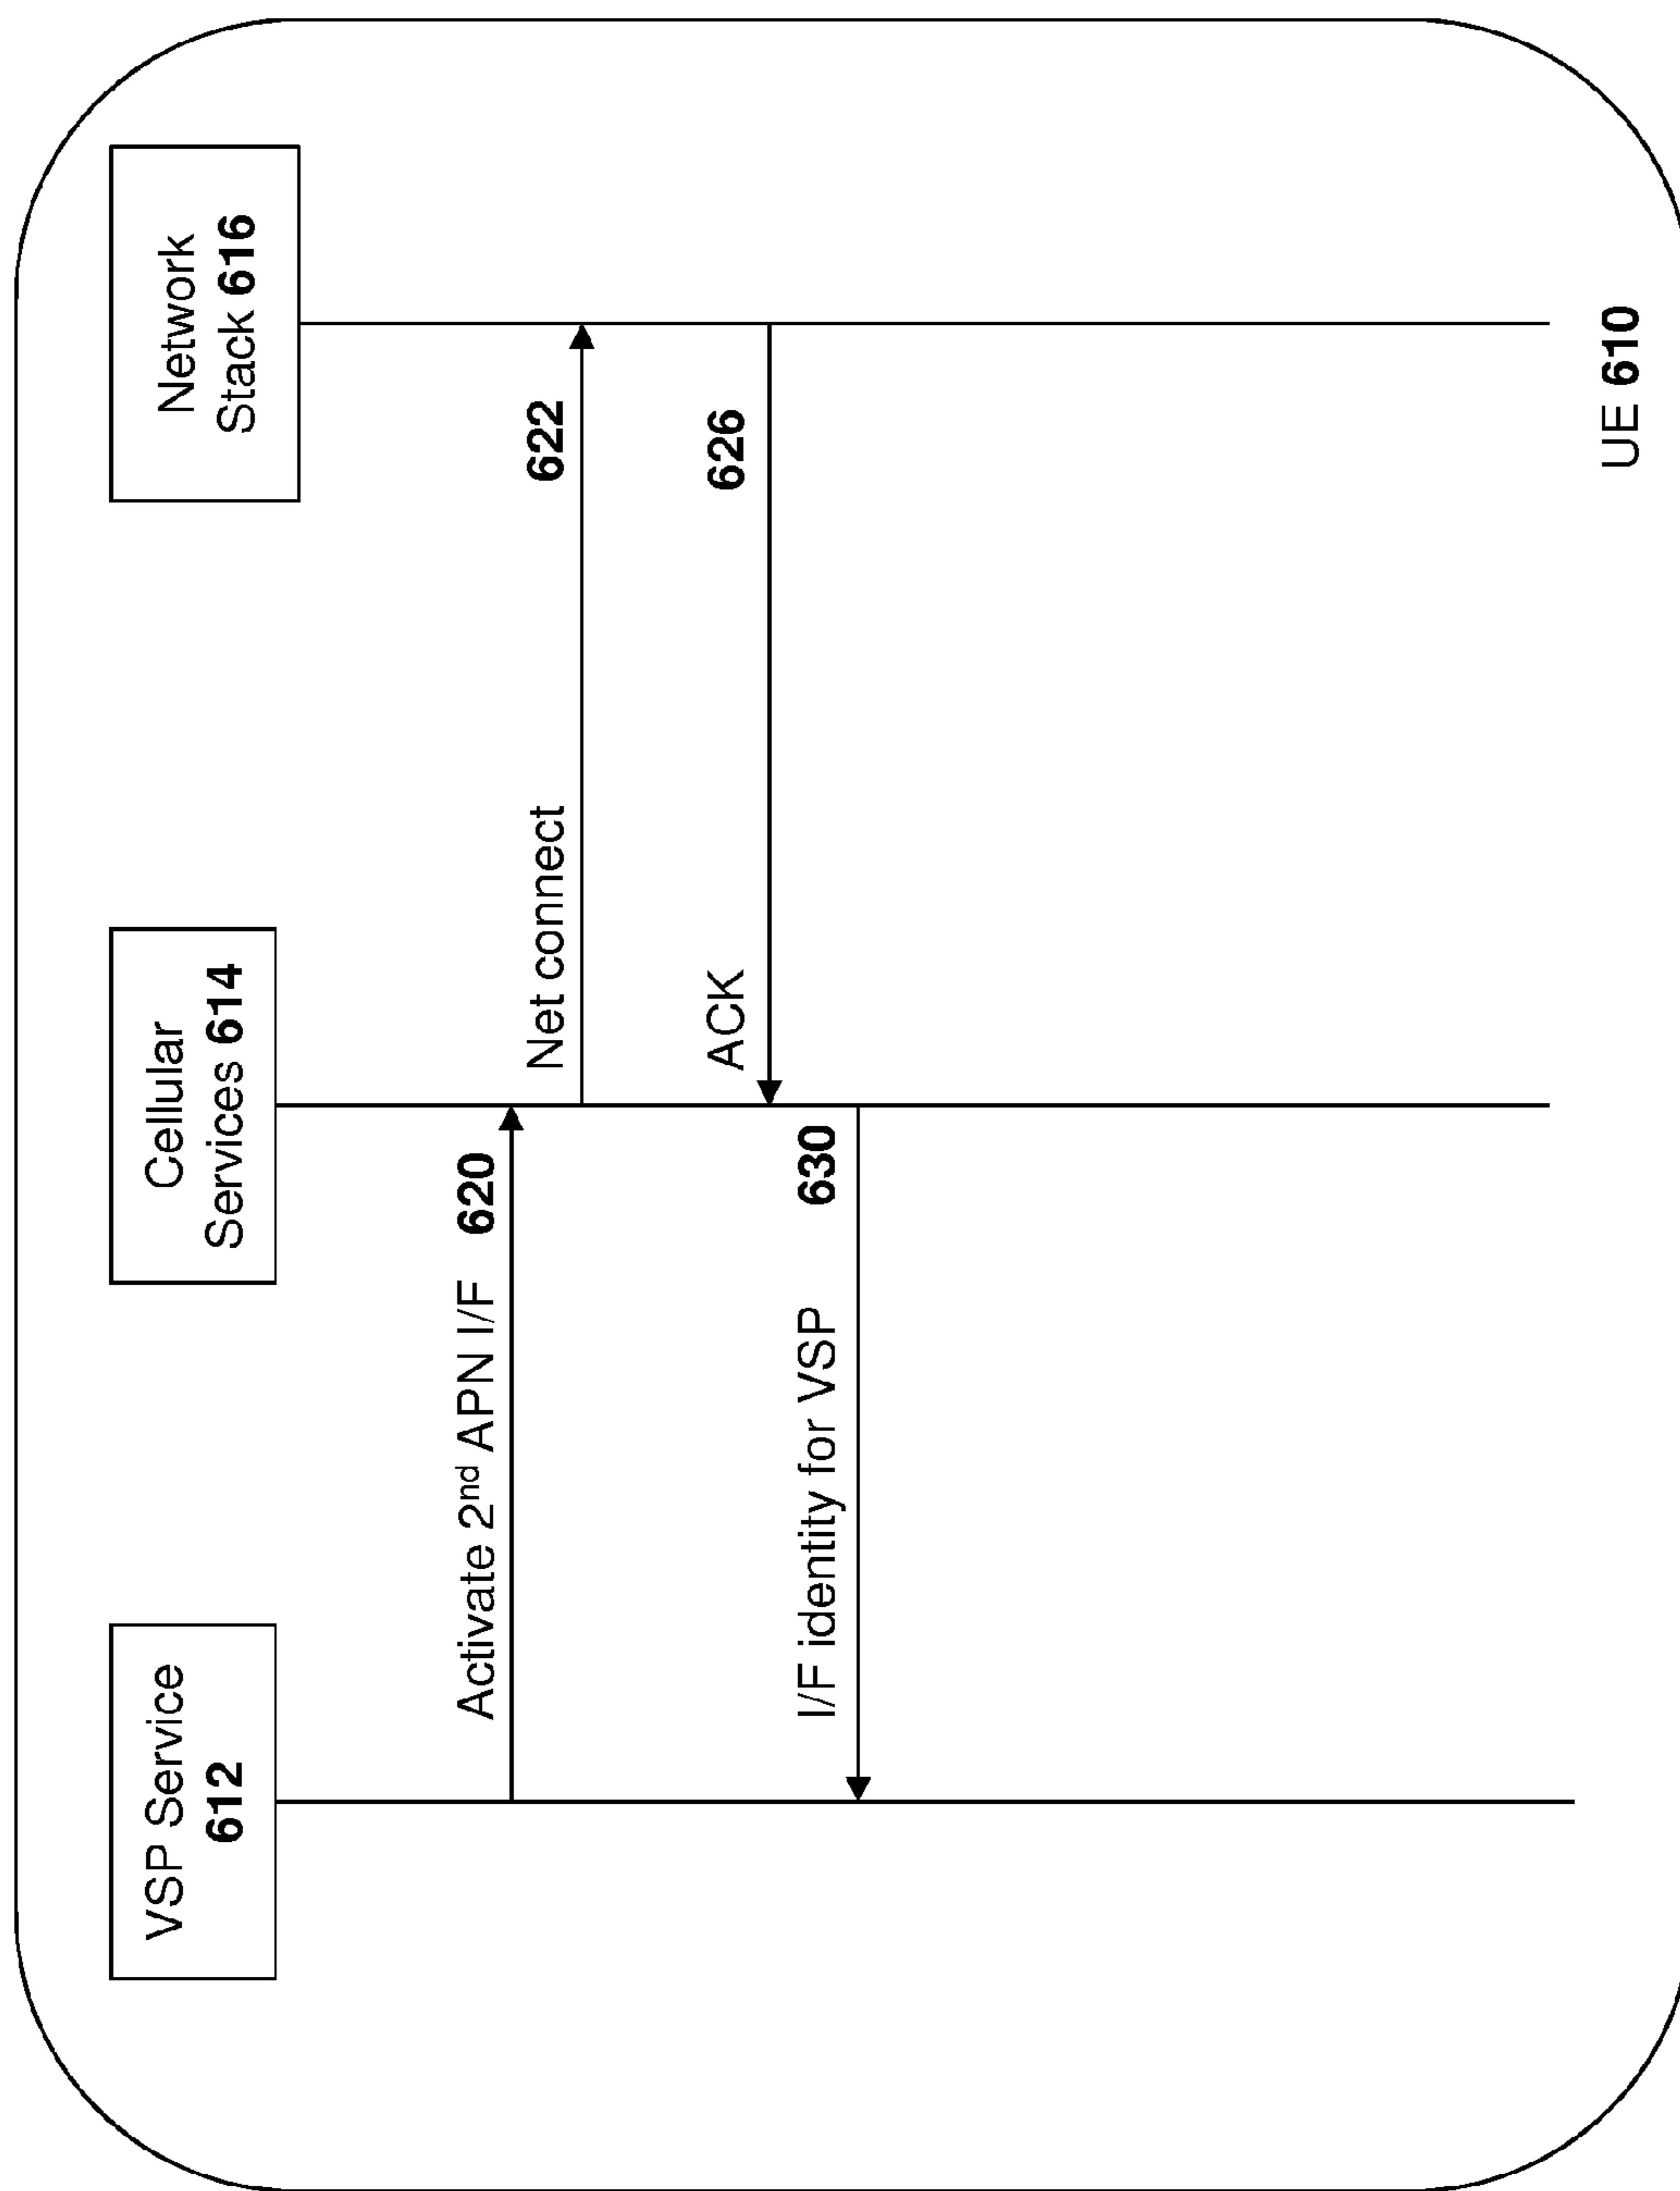 VSP Service
612
Cellular
Services 614
Network
Stack 616
Activate 2nd APN I/F 620
Net connect 622
ACK 626
I/F identity for VSP 630
UE 610